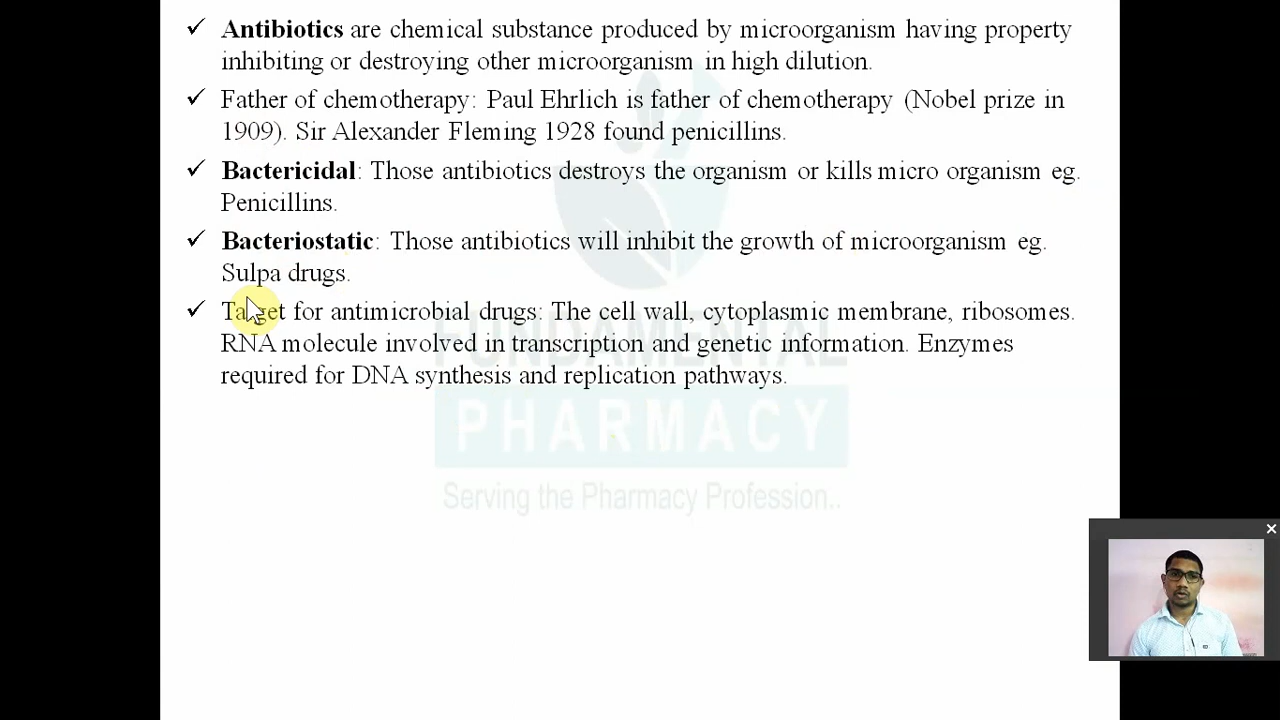 ✓ Antibiotics are chemical substance produced by microorganism having property
inhibiting or destroying other microorganism in high dilution.
✓ Father of chemotherapy: Paul Ehrlich is father of chemotherapy (Nobel prize in
1909). Sir Alexander Fleming 1928 found penicillins.
✓ Bactericidal: Those antibiotics destroys the organism or kills micro organism eg.
Penicillins.
✓ Bacteriostatic: Those antibiotics will inhibit the growth of microorganism eg.
Sulpa drugs.
✓ Target for antimicrobial drugs: The cell wall, cytoplasmic membrane, ribosomes.
RNA molecule involved in transcription and genetic information. Enzymes
required for DNA synthesis and replication pathways.
FUNDAMENTAL
PHARMACY
Serving the Pharmacy Profession..